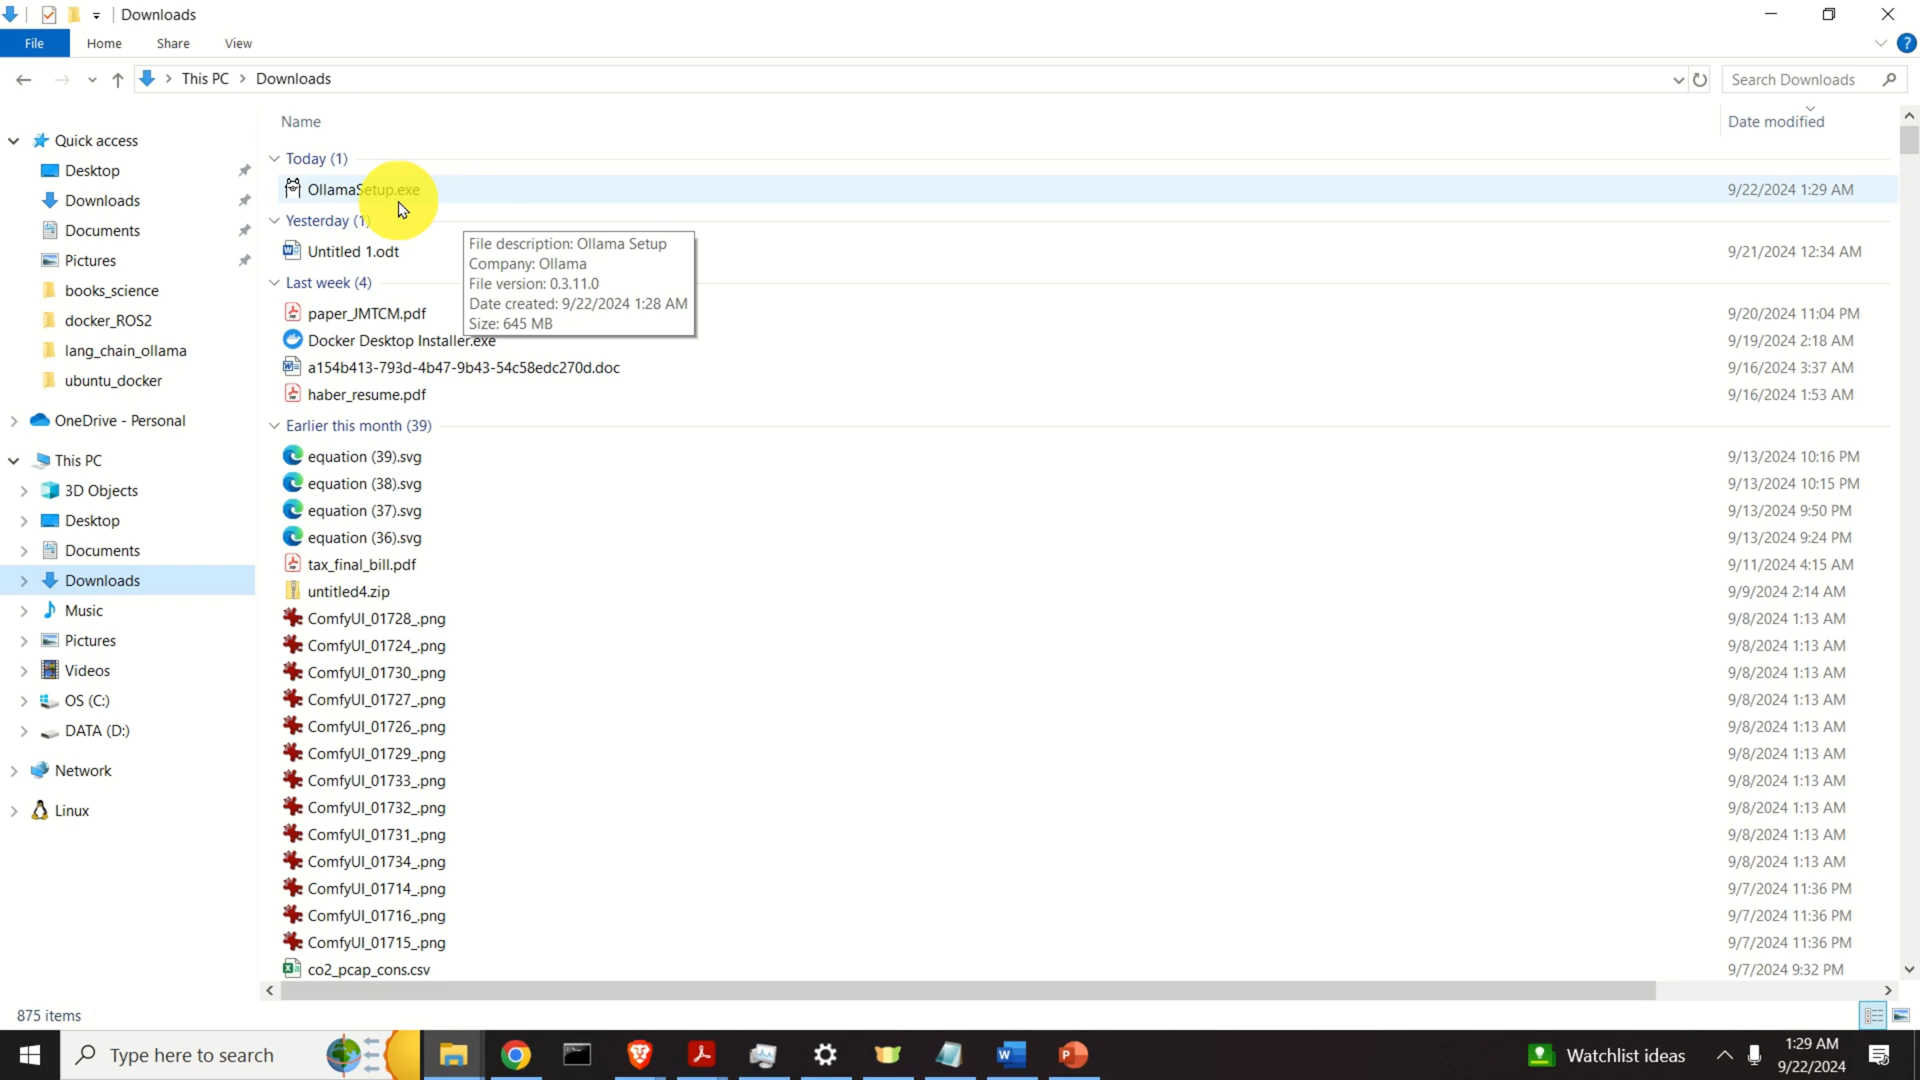 Downloads
File Home Share View
This PC Downloads
Search Downloads
Name Date modified
Quick access
Desktop
Downloads
Documents
Pictures
books_science
docker_ROS2
lang_chain_ollama
ubuntu_docker
OneDrive - Personal
This PC
3D Objects
Desktop
Documents
Downloads
Music
Pictures
Videos
OS (C:)
DATA (D:)
Network
Linux
Today (1)
OllamaSetup.exe 9/22/2024 1:29 AM
Yesterday (1)
Untitled 1.odt 9/21/2024 12:34 AM
File description: Ollama Setup
Company: Ollama
File version: 0.3.11.0
Date created: 9/22/2024 1:28 AM
Size: 645 MB
Last week (4)
paper_JMTCM.pdf 9/20/2024 11:04 PM
Docker Desktop Installer.exe 9/19/2024 2:18 AM
a154b413-793d-4b47-9b43-54c58edc270d.doc 9/16/2024 3:37 AM
haber_resume.pdf 9/16/2024 1:53 AM
Earlier this month (39)
equation (39).svg 9/13/2024 10:16 PM
equation (38).svg 9/13/2024 10:15 PM
equation (37).svg 9/13/2024 9:50 PM
equation (36).svg 9/13/2024 9:24 PM
tax_final_bill.pdf 9/11/2024 4:15 AM
untitled4.zip 9/9/2024 2:14 AM
ComfyUI_01728_.png 9/8/2024 1:13 AM
ComfyUI_01724_.png 9/8/2024 1:13 AM
ComfyUI_01730_.png 9/8/2024 1:13 AM
ComfyUI_01727_.png 9/8/2024 1:13 AM
ComfyUI_01726_.png 9/8/2024 1:13 AM
ComfyUI_01729_.png 9/8/2024 1:13 AM
ComfyUI_01733_.png 9/8/2024 1:13 AM
ComfyUI_01732_.png 9/8/2024 1:13 AM
ComfyUI_01731_.png 9/8/2024 1:13 AM
ComfyUI_01734_.png 9/8/2024 1:13 AM
ComfyUI_01714_.png 9/7/2024 11:36 PM
ComfyUI_01716_.png 9/7/2024 11:36 PM
ComfyUI_01715_.png 9/7/2024 11:36 PM
co2_pcap_cons.csv 9/7/2024 9:32 PM
875 items
Type here to search
Watchlist ideas
1:29 AM
9/22/2024